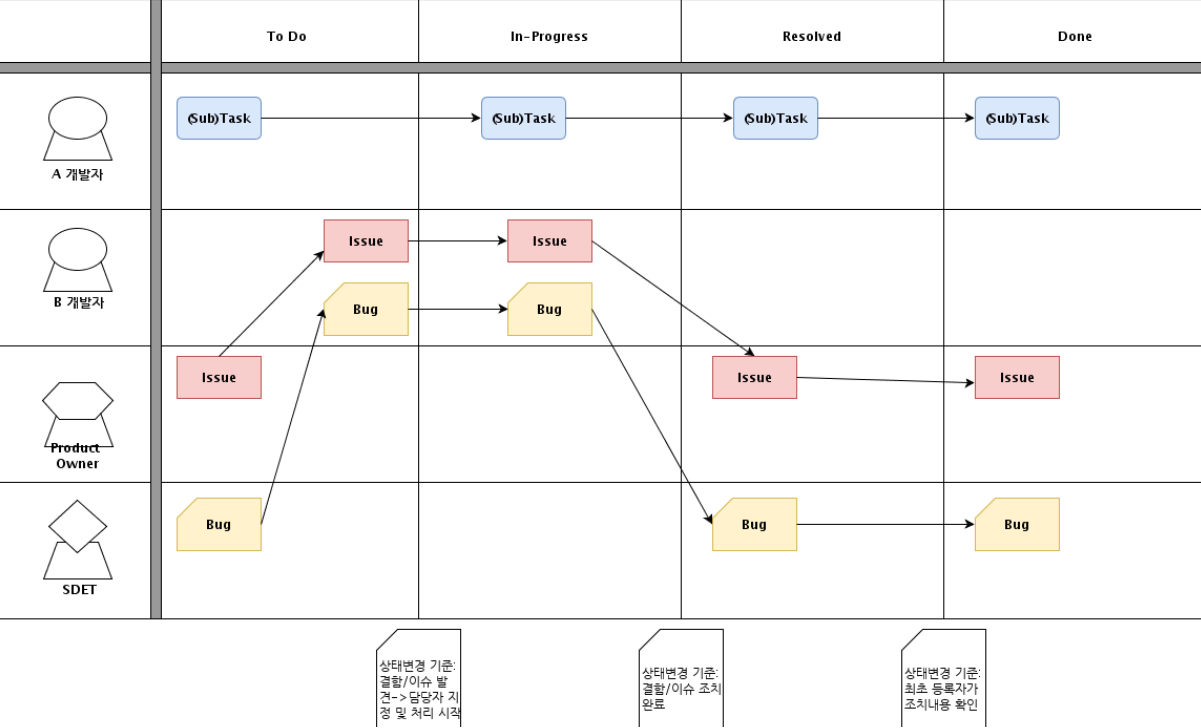 To Do
In-Progress
Resolved
Done
A 개발자
(Sub)Task
(Sub)Task
(Sub)Task
(Sub)Task
B 개발자
Issue
Issue
Bug
Bug
Product
Owner
Issue
Issue
Issue
SDET
Bug
Bug
Bug
상태변경 기준:
결함/이슈 발
견->담당자 지
정 및 처리 시작
상태변경 기준:
결함/이슈 조치
완료
상태변경 기준:
최초 등록자가
조치내용 확인